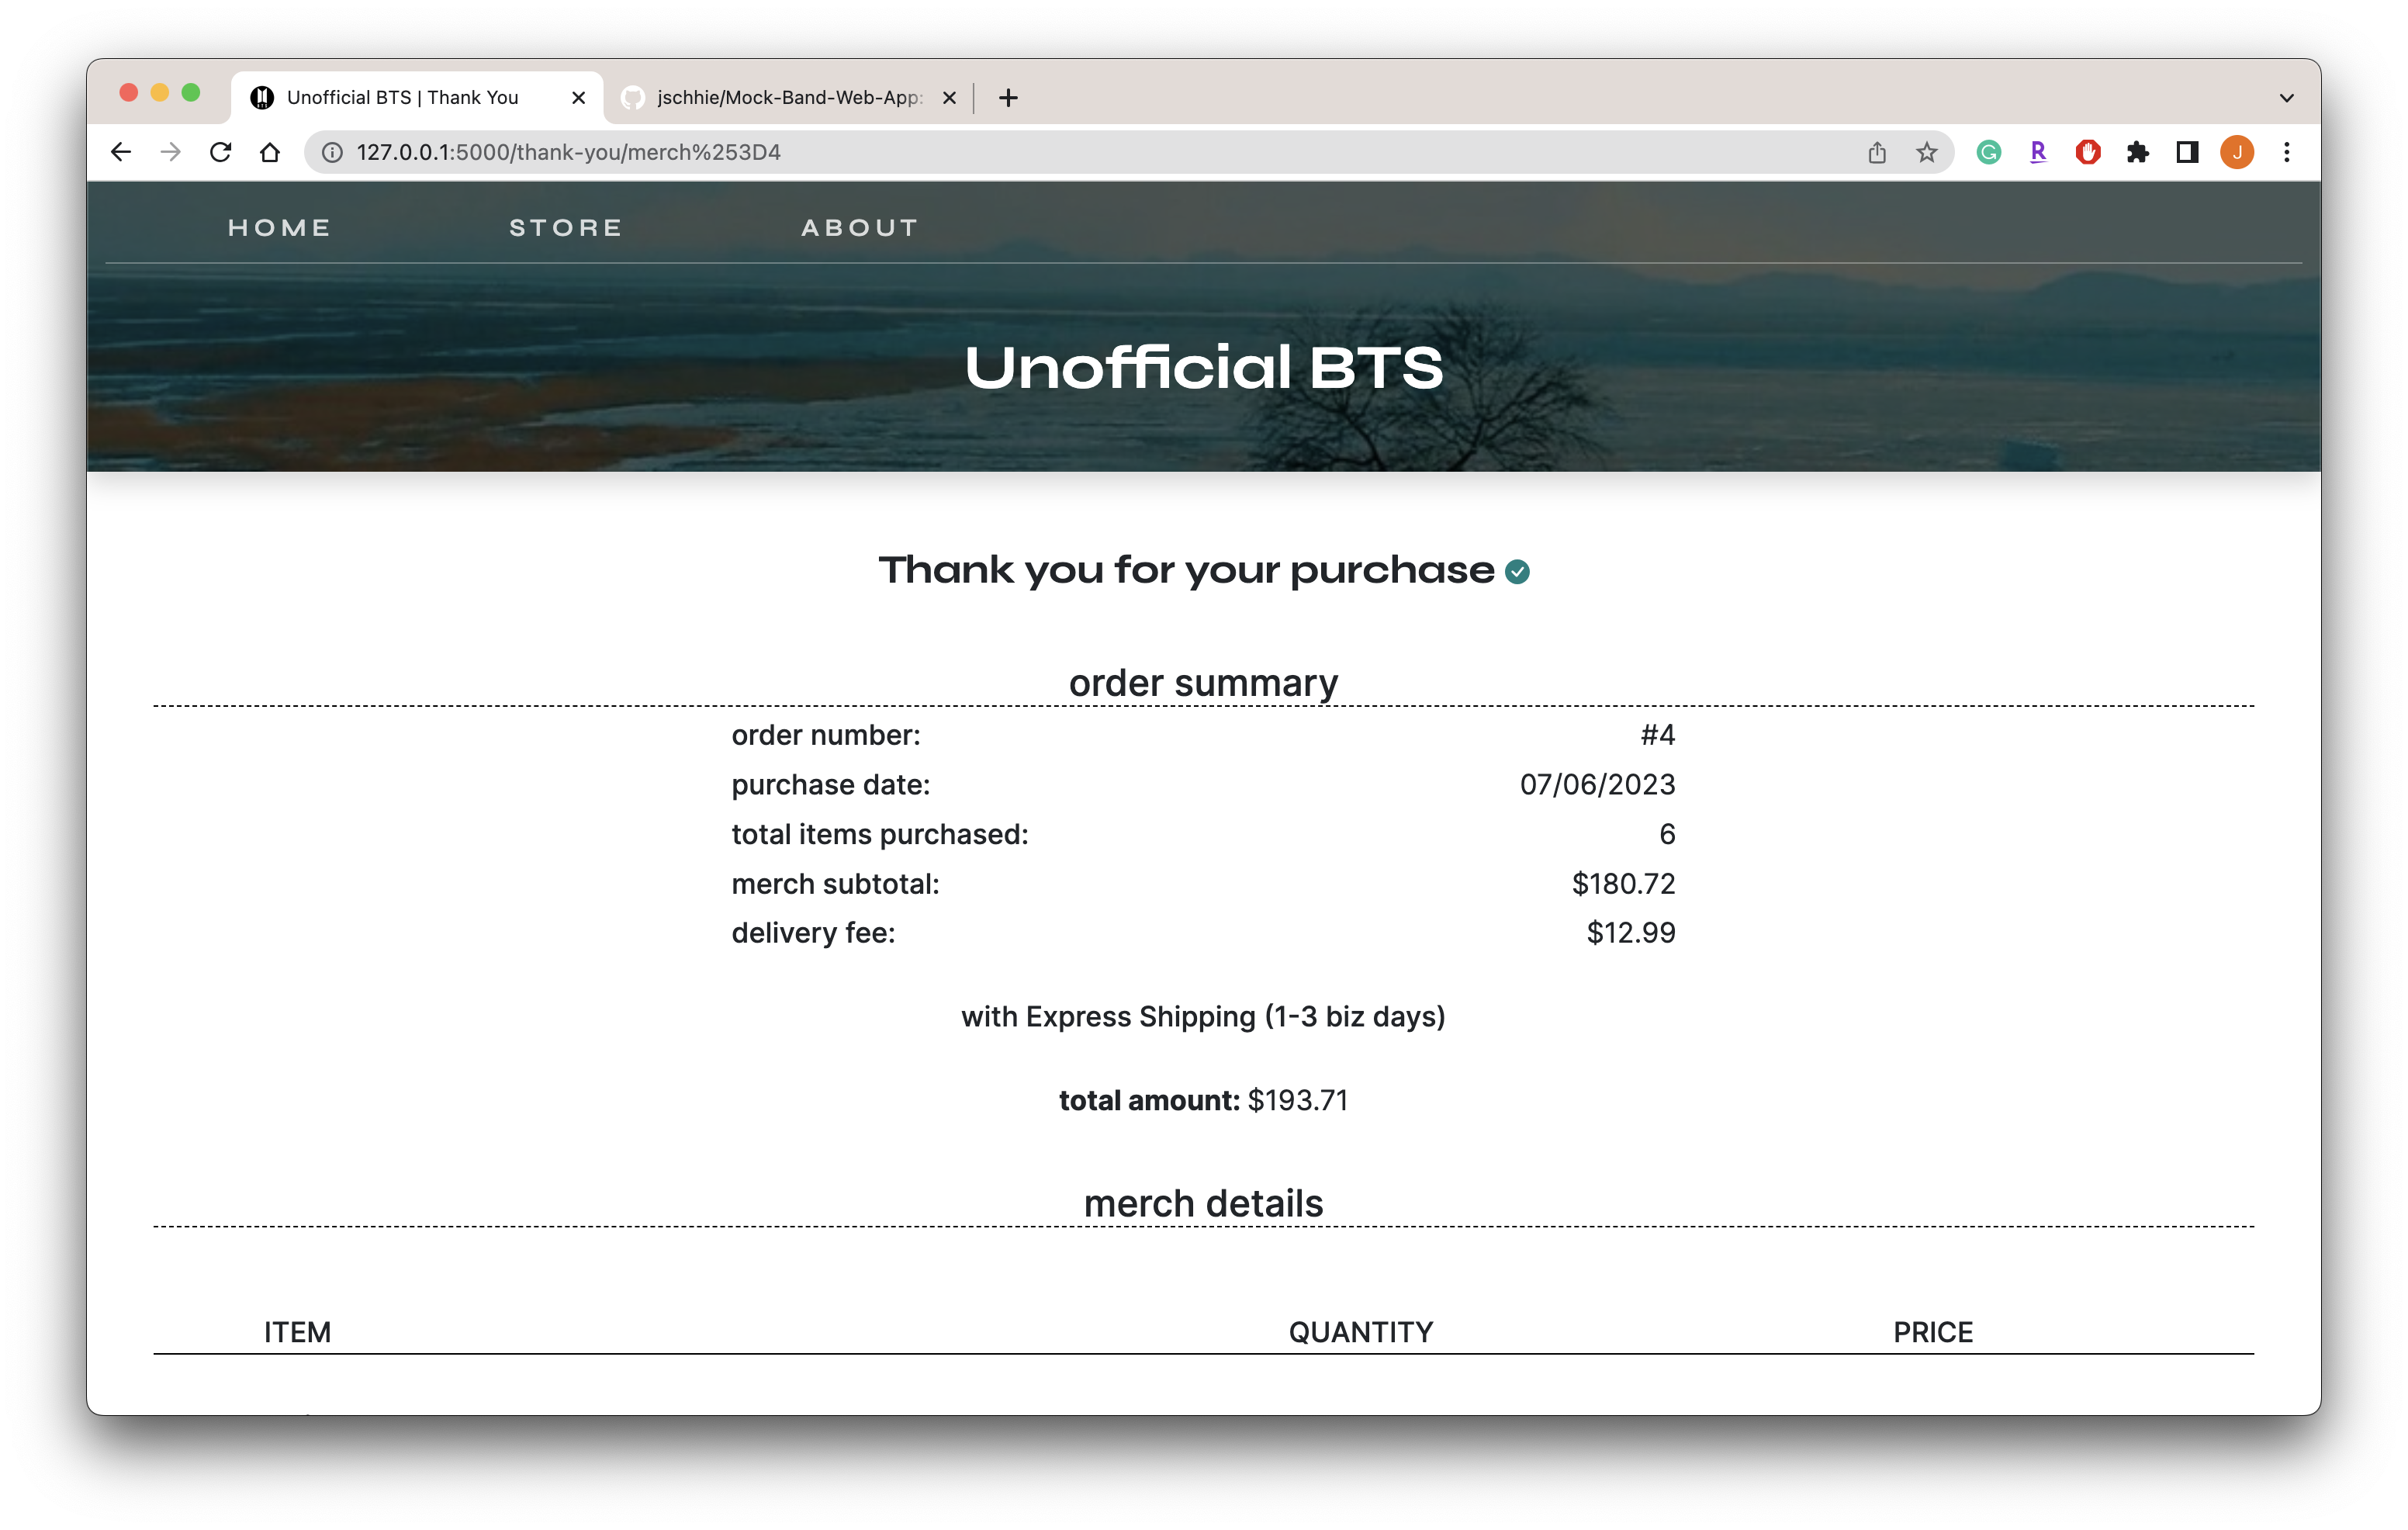 Unofficial BTS | Thank You
jschhie/Mock-Band-Web-App:
127.0.0.1:5000/thank-you/merch%253D4
J
HOME STORE ABOUT
Unofficial BTS
Thank you for your purchase
order summary
order number: #4
purchase date: 07/06/2023
total items purchased: 6
merch subtotal: $180.72
delivery fee: $12.99
with Express Shipping (1-3 biz days)
total amount: $193.71
merch details
ITEM QUANTITY PRICE